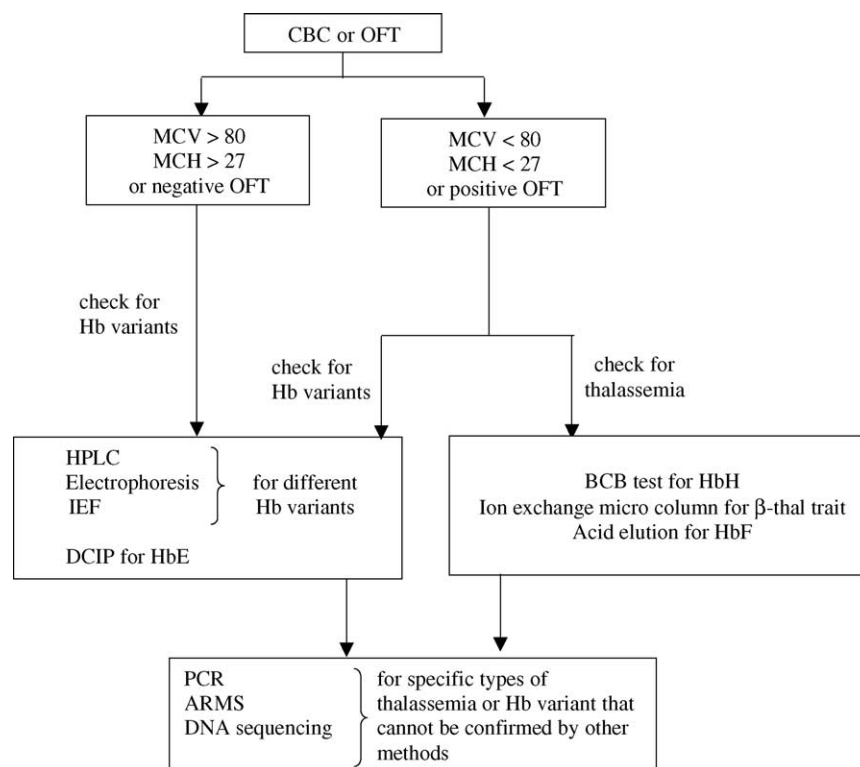 CBC or OFT
MCV > 80
MCH > 27
or negative OFT
MCV < 80
MCH < 27
or positive OFT
check for
Hb variants
check for
Hb variants
check for
thalassemia
HPLC
Electrophoresis
IEF
for different
Hb variants
DCIP for HbE
BCB test for HbH
Ion exchange micro column for β-thal trait
Acid elution for HbF
PCR
ARMS
DNA sequencing
for specific types of
thalassemia or Hb variant that
cannot be confirmed by other
methods